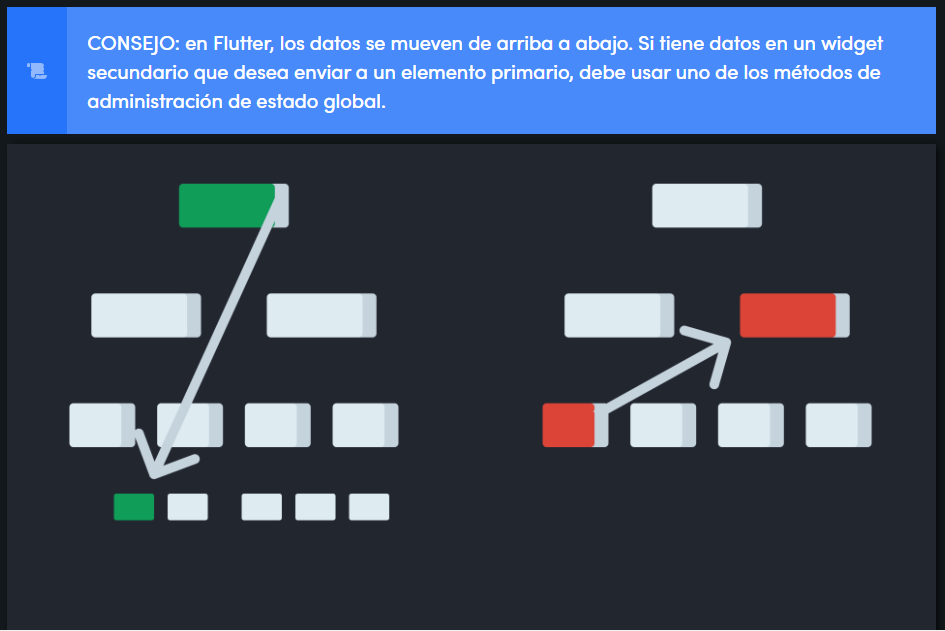 CONSEJO: en Flutter, los datos se mueven de arriba a abajo. Si tiene datos en un widget
secundario que desea enviar a un elemento primario, debe usar uno de los métodos de
administración de estado global.